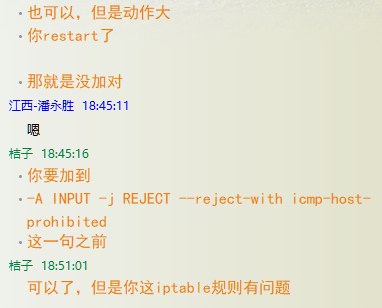 • 也可以，但是动作大
• 你restart了
• 那就是没加对
江西-潘永胜 18:45:11
嗯
桔子 18:45:16
• 你要加到
• -A INPUT -j REJECT --reject-with icmp-host-
prohibited
• 这一句之前
桔子 18:51:01
可以了，但是你这iptable规则有问题